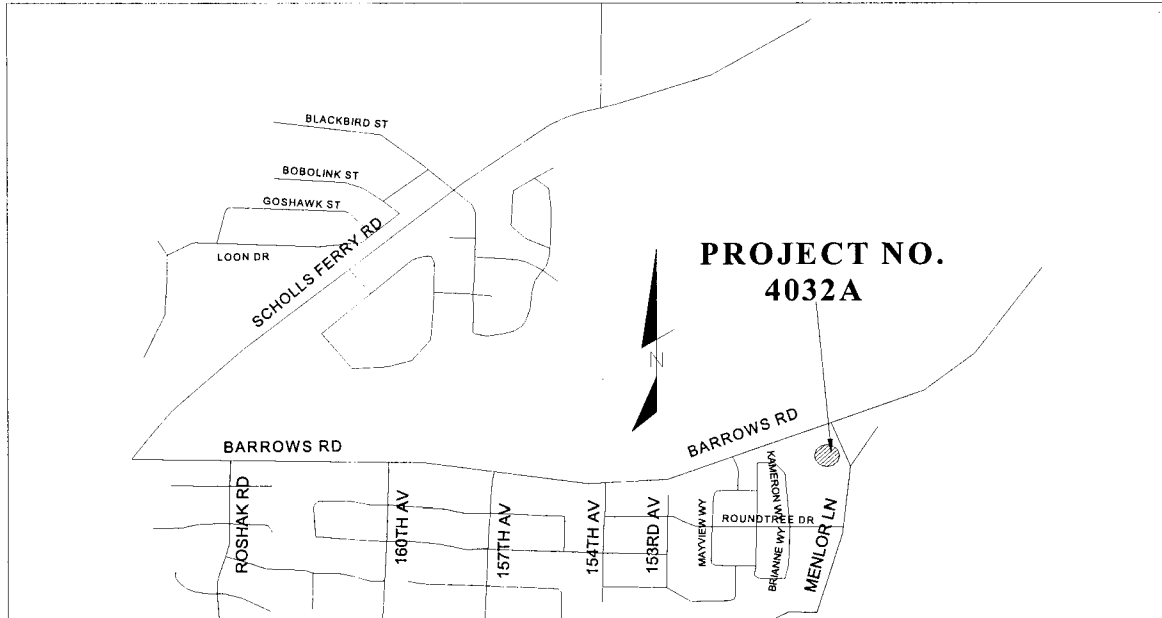 BLACKBIRD ST
BOBOLINK ST
GOSHAWK ST
LOON DR
SCHOLLS FERRY RD
PROJECT NO.
4032A
N
BARROWS RD
BARROWS RD
ROSHAK RD
160TH AV
157TH AV
154TH AV
153RD AV
MAYVIEW WY
KAMERON WY
ROUNDTREE DR
BRIANNE WY
MENLOR LN